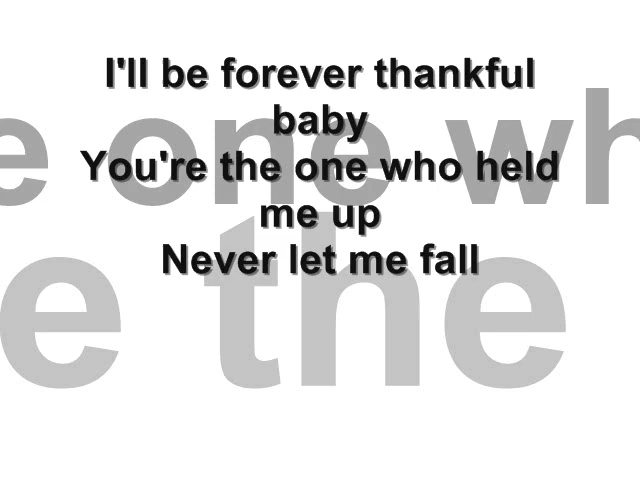 I'll be forever thankful
baby
You're the one who held
me up
Never let me fall
e one wh
e the